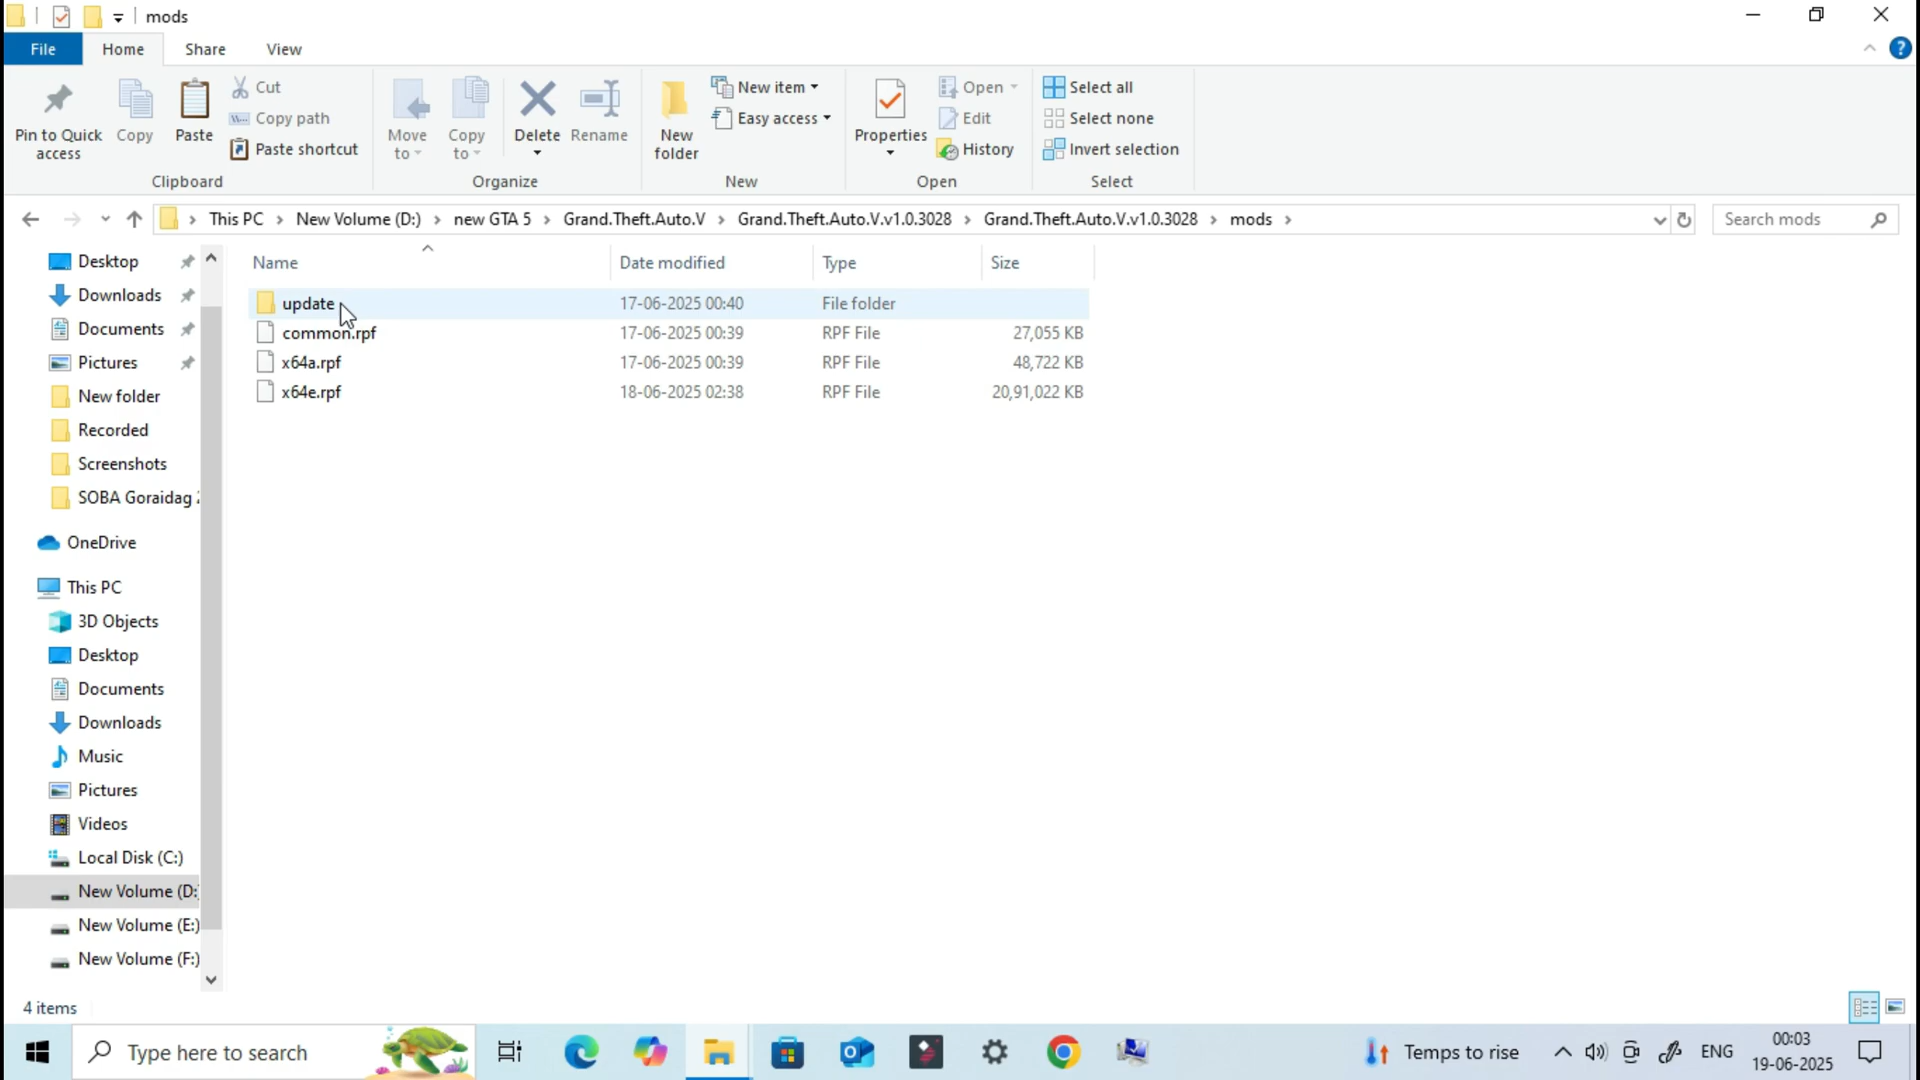 mods
File Home Share View
Pin to Quick access
Copy
Paste
Cut
Copy path
Paste shortcut
Clipboard
Move to
Copy to
Delete
Rename
Organize
New folder
New item
Easy access
New
Properties
Open
Edit
History
Open
Select all
Select none
Invert selection
Select
This PC > New Volume (D:) > new GTA 5 > Grand.Theft.Auto.V > Grand.Theft.Auto.V.v1.0.3028 > Grand.Theft.Auto.V.v1.0.3028 > mods >
Search mods
Name Date modified Type Size
update 17-06-2025 00:40 File folder
common.rpf 17-06-2025 00:39 RPF File 27,055 KB
x64a.rpf 17-06-2025 00:39 RPF File 48,722 KB
x64e.rpf 18-06-2025 02:38 RPF File 20,91,022 KB
Desktop
Downloads
Documents
Pictures
New folder
Recorded
Screenshots
SOBA Goraidag
OneDrive
This PC
3D Objects
Desktop
Documents
Downloads
Music
Pictures
Videos
Local Disk (C:)
New Volume (D:)
New Volume (E:)
New Volume (F:)
4 items
Type here to search
Temps to rise
ENG
00:03
19-06-2025